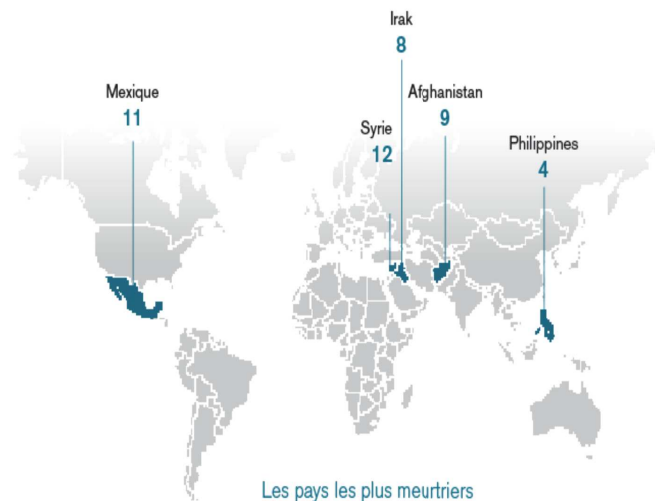 Irak
8
Mexique
11
Afghanistan
9
Syrie
12
Philippines
4
Les pays les plus meurtriers